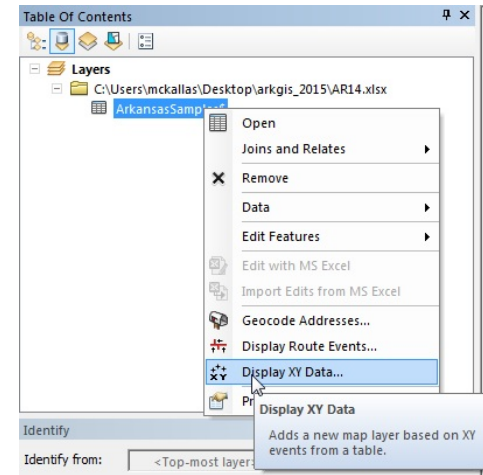 Table Of Contents
Layers
C:\Users\mckallas\Desktop\arkgis_2015\AR14.xlsx
Open
Joins and Relates
Remove
Data
Edit Features
Edit with MS Excel
Import Edits from MS Excel
Geocode Addresses...
Display Route Events...
Display XY Data...
Display XY Data
Adds a new map layer based on XY
events from a table.
Identify
Identify from:
<Top-most